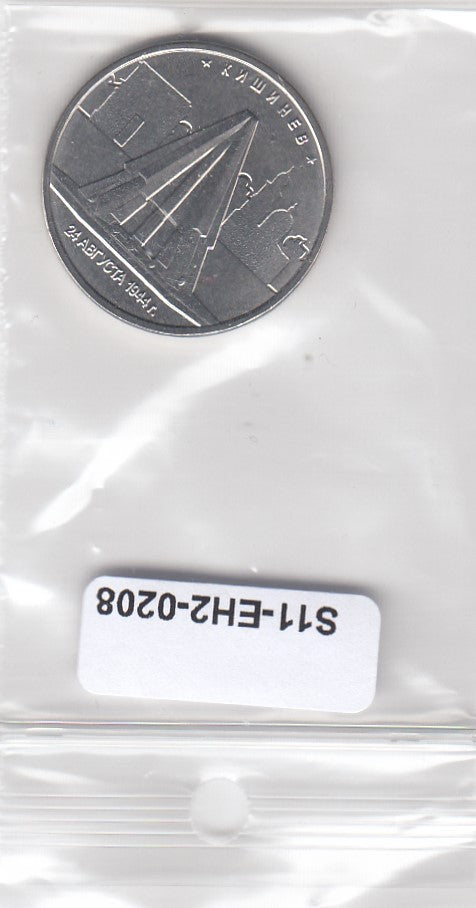 ★ КИШИНЕВ ★
24 АВГУСТА 1944 г.
S11-EH2-0208